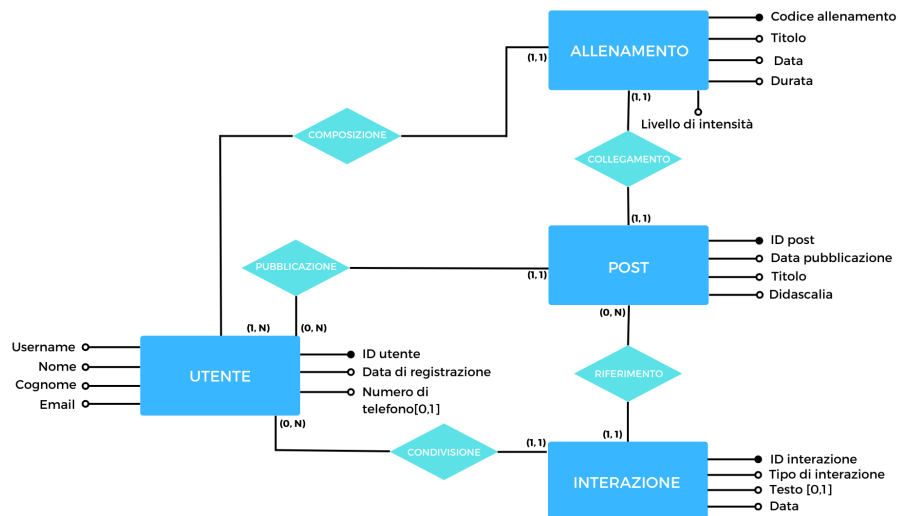 Codice allenamento
Titolo
ALLENAMENTO
(1, 1)
Data
Durata
(1, 1)
Livello di intensità
COMPOSIZIONE
COLLEGAMENTO
(1, 1)
ID post
Data pubblicazione
PUBBLICAZIONE
POST
(1, 1)
Titolo
Didascalia
(0, N)
(1, N)
(0, N)
Username
ID utente
Nome
UTENTE
Data di registrazione
RIFERIMENTO
Cognome
Numero di
telefono[0,1]
Email
(0, N)
(1, 1)
(1, 1)
CONDIVISIONE
ID interazione
Tipo di interazione
INTERAZIONE
Testo [0,1]
Data